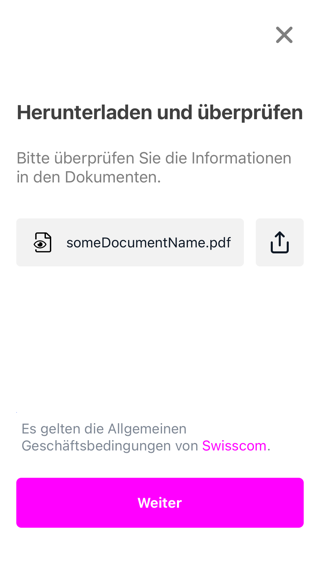 Herunterladen und überprüfen
Bitte überprüfen Sie die Informationen
in den Dokumenten.
someDocumentName.pdf
Es gelten die Allgemeinen
Geschäftsbedingungen von Swisscom.
Weiter